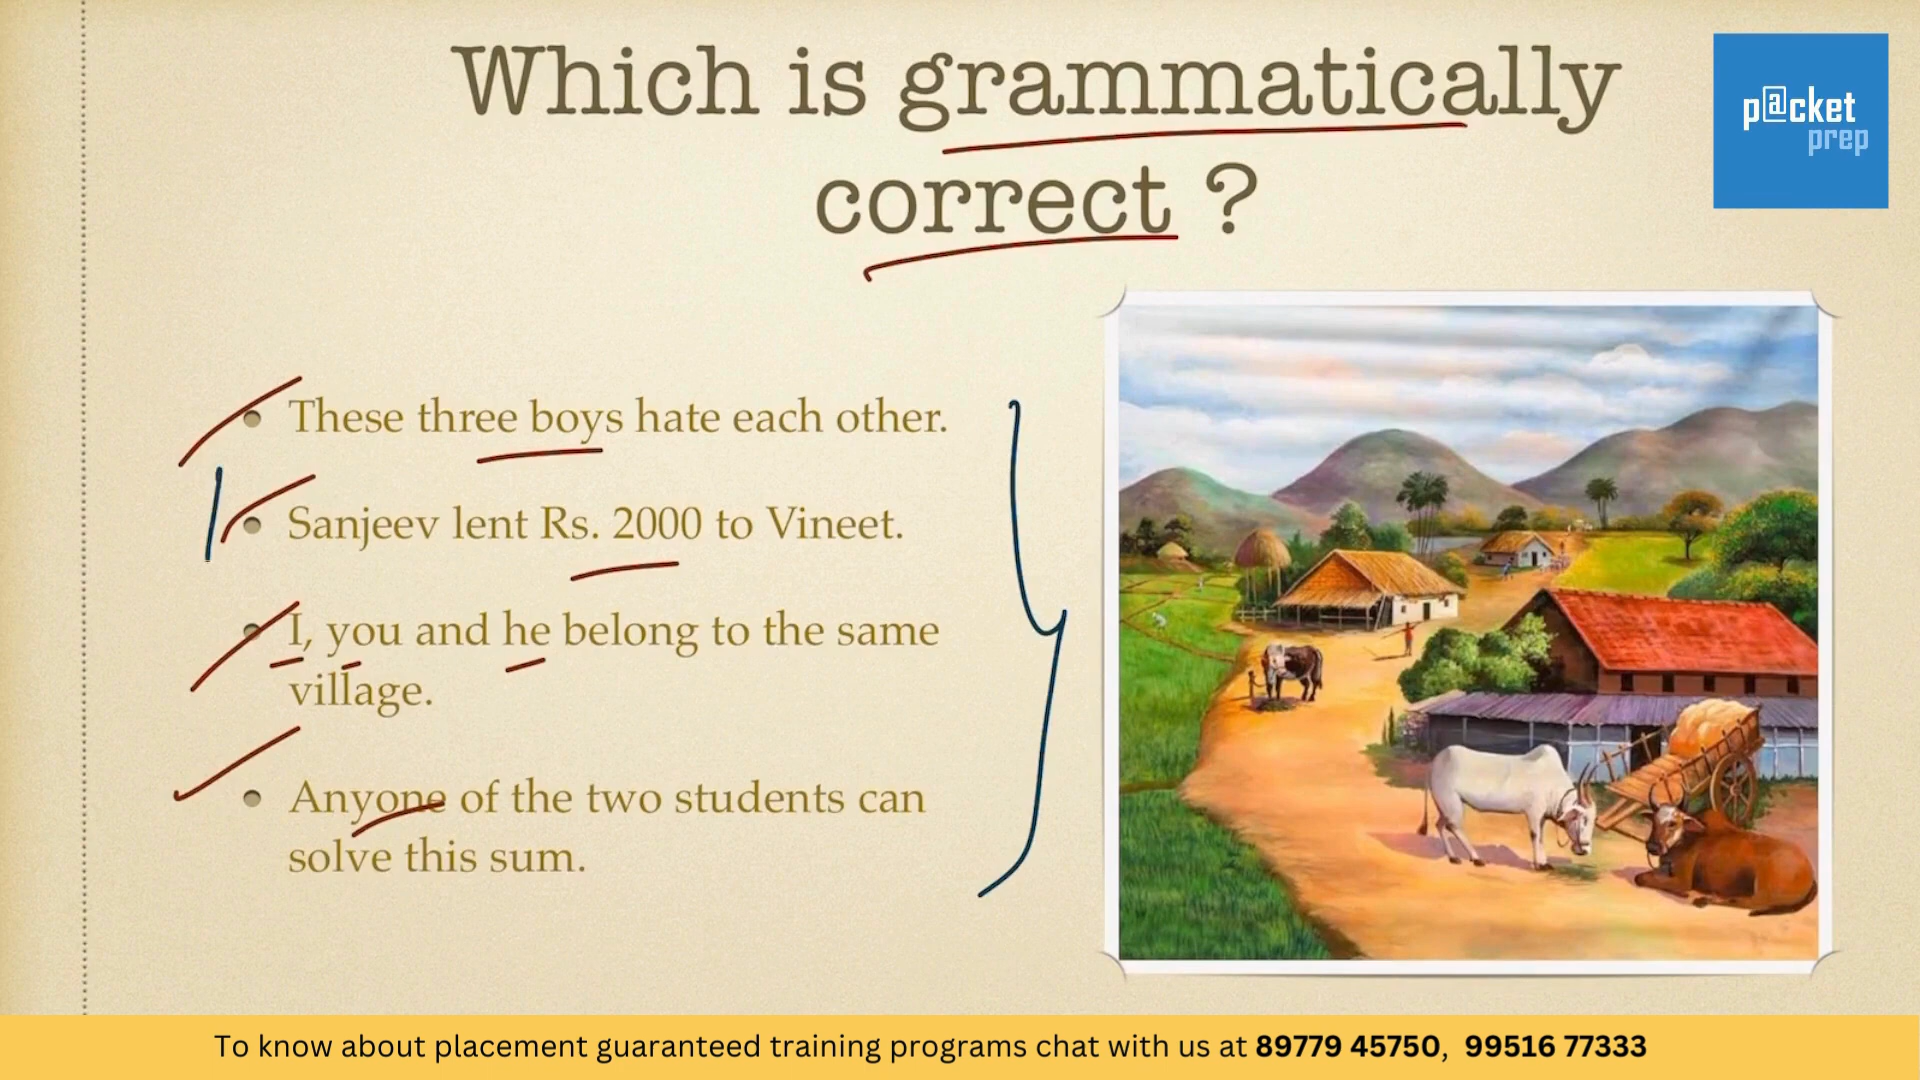 Which is grammatically
correct ?
p@cket
prep
These three boys hate each other.
Sanjeev lent Rs. 2000 to Vineet.
I, you and he belong to the same
village.
Anyone of the two students can
solve this sum.
To know about placement guaranteed training programs chat with us at 89779 45750, 99516 77333